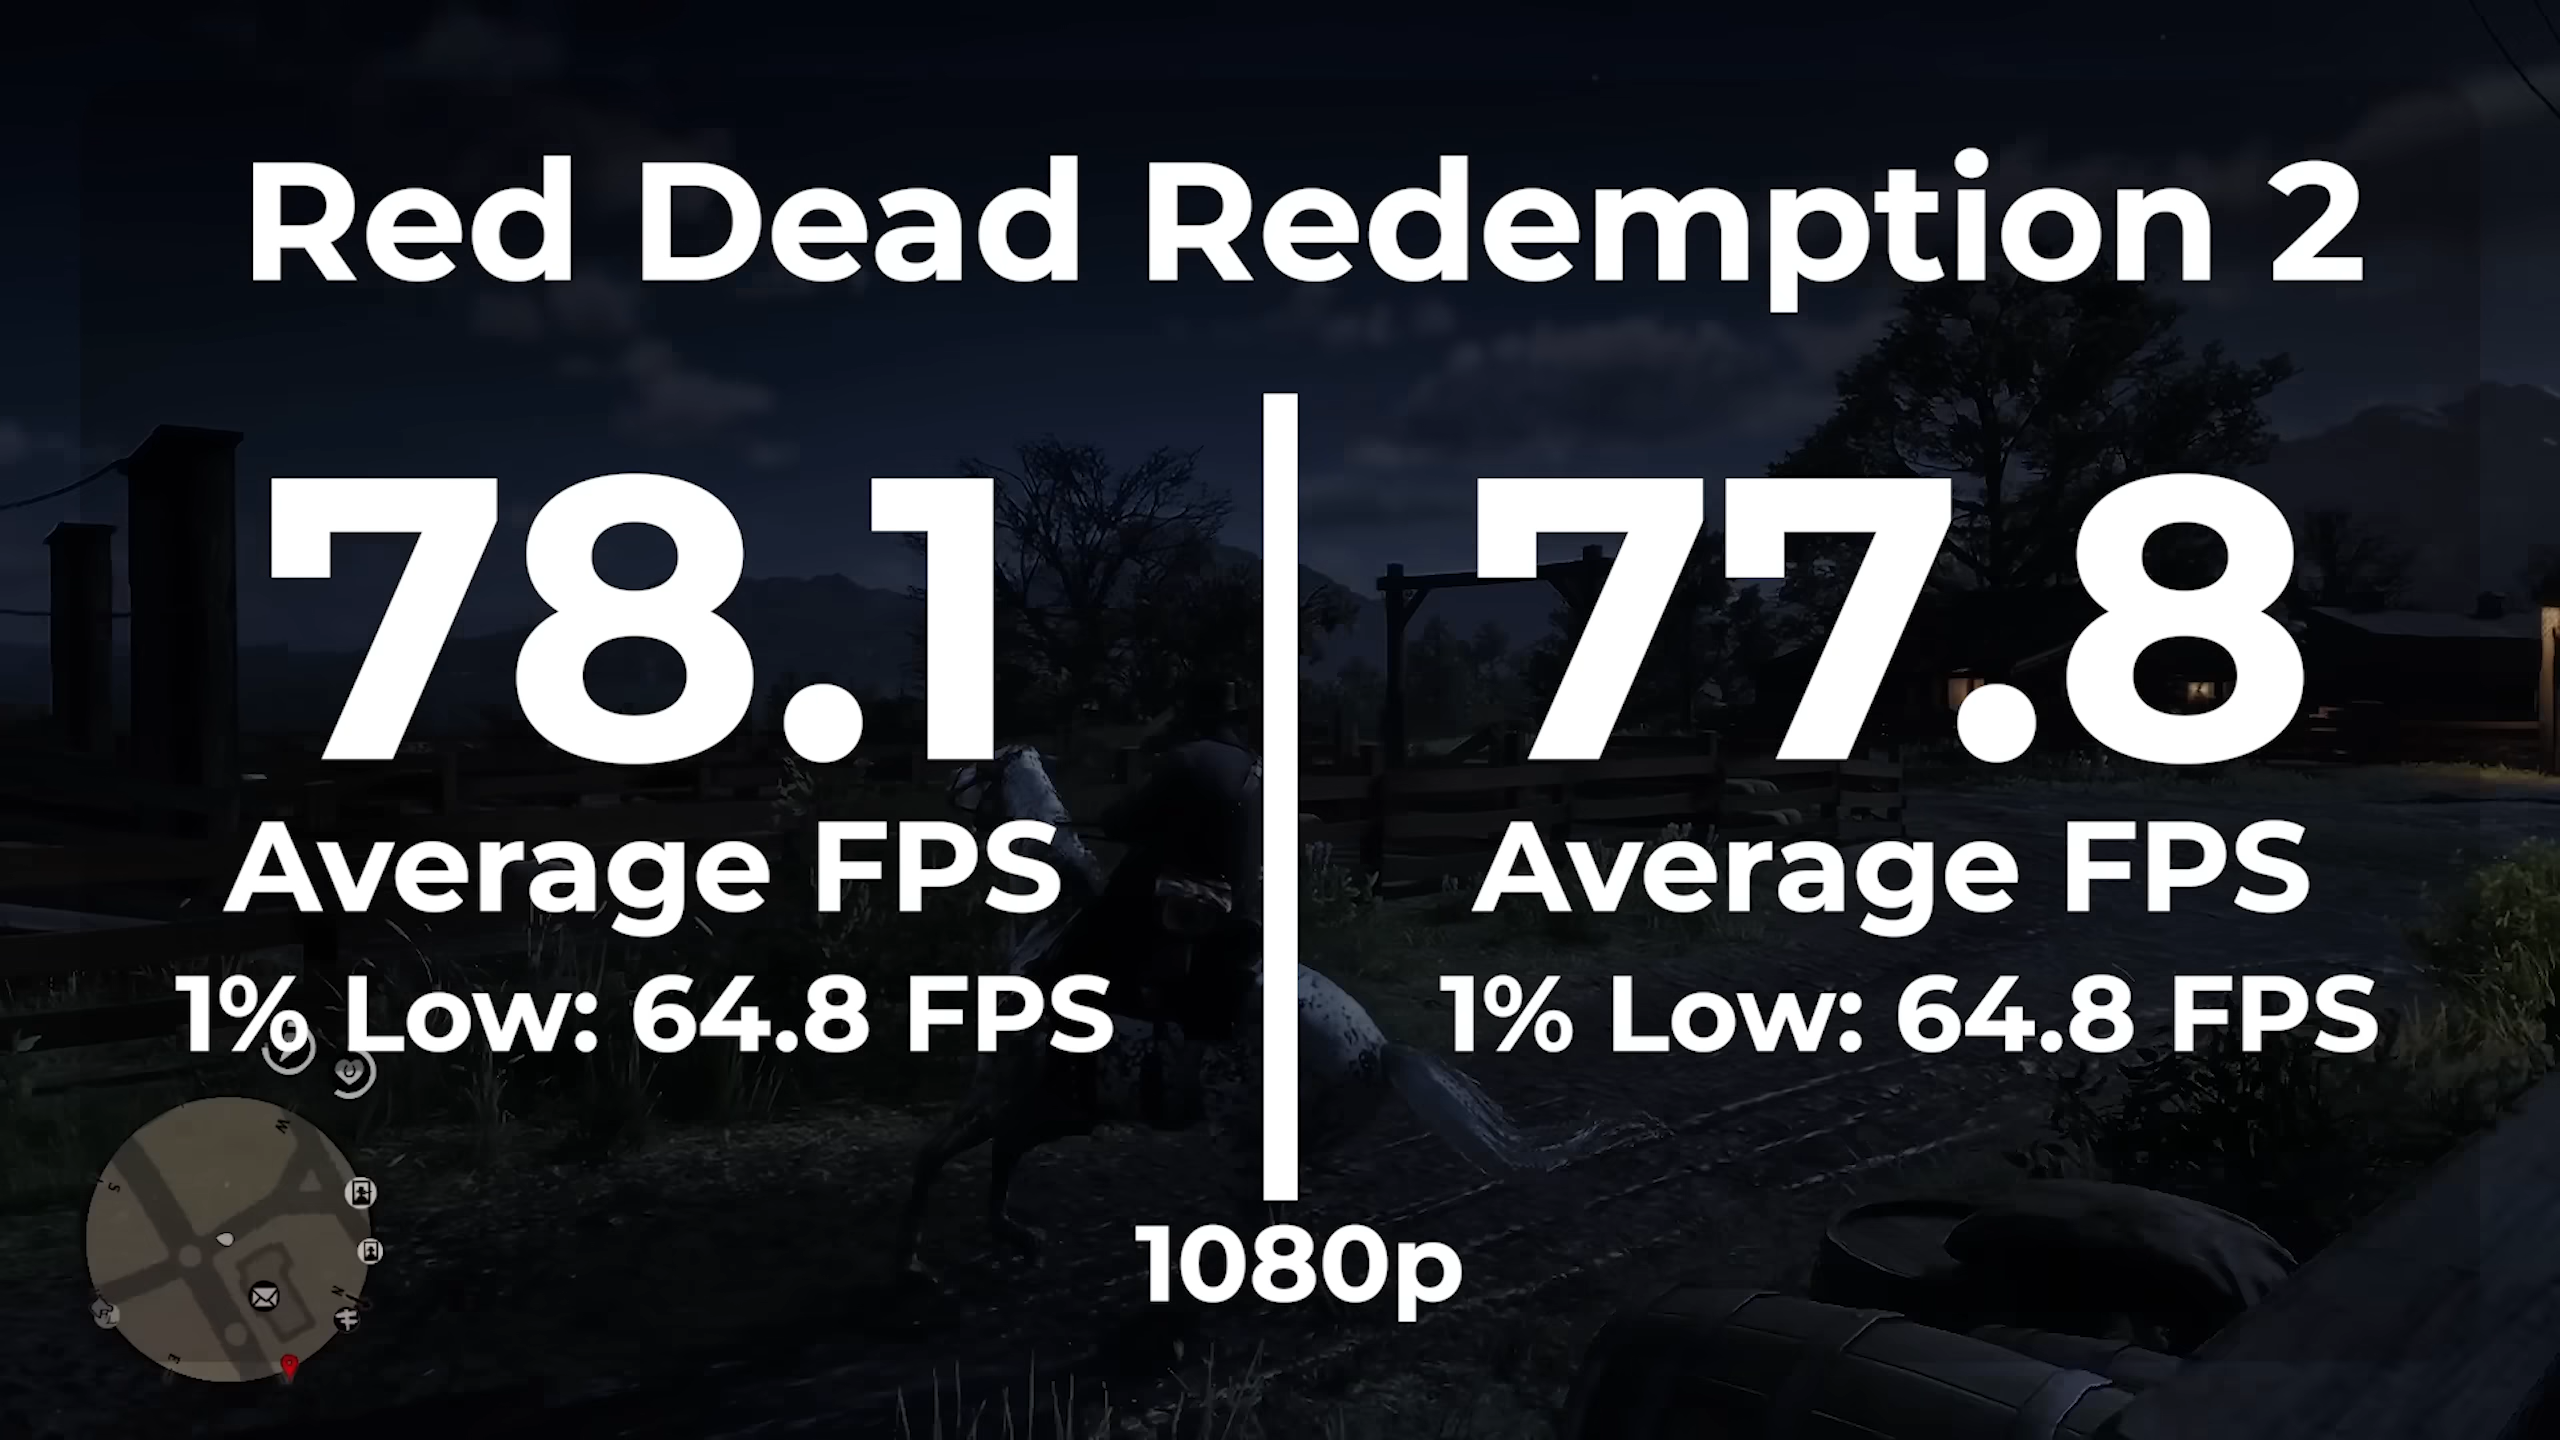 Red Dead Redemption 2
78.1
Average FPS
1% Low: 64.8 FPS
77.8
Average FPS
1% Low: 64.8 FPS
1080p
W
S
N
E